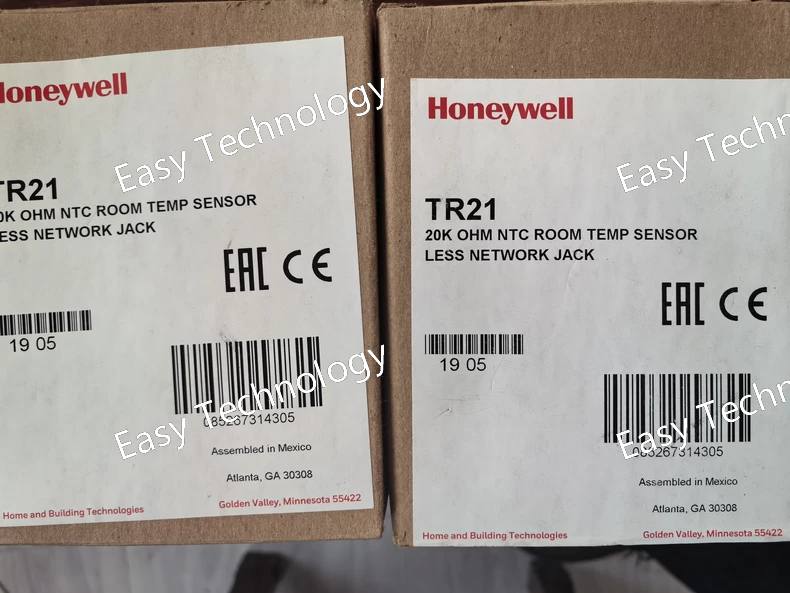 Honeywell
TR21
20K OHM NTC ROOM TEMP SENSOR
LESS NETWORK JACK
EAC CE
19 05
085267314305
Assembled in Mexico
Atlanta, GA 30308
Home and Building Technologies
Golden Valley, Minnesota 55422
Easy Technology
Easy Technology
Honeywell
TR21
20K OHM NTC ROOM TEMP SENSOR
LESS NETWORK JACK
EAC CE
19 05
085267314305
Assembled in Mexico
Atlanta, GA 30308
Home and Building Technologies
Golden Valley, Minnesota 55422
Easy Techno
Easy Techn